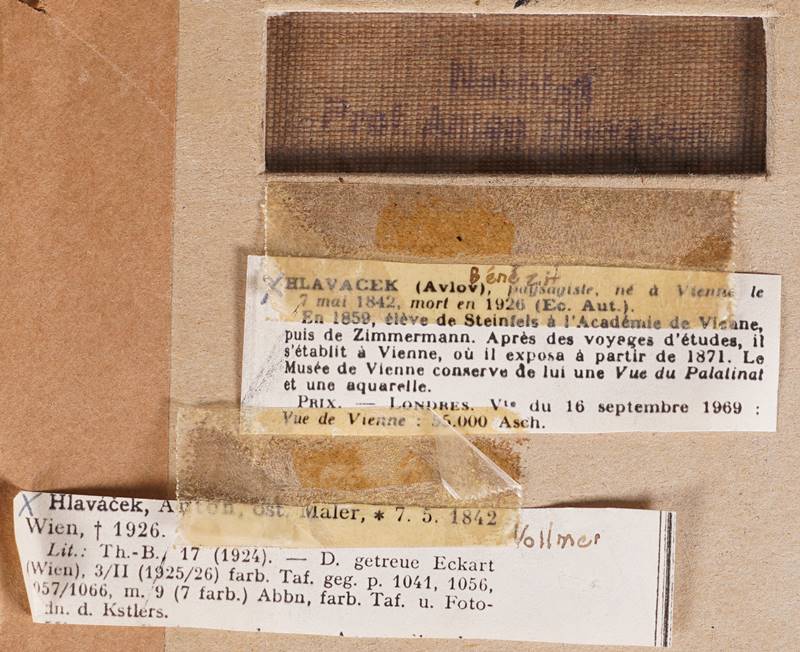 Nachlass
Prof. Anton Hlavacek
Bénézit
X HLAVACEK (Avlov), paysagiste, né à Vienne le
7 mai 1842, mort en 1926 (Ec. Aut.).
En 1859, élève de Steinfels à l'Académie de Vienne,
puis de Zimmermann. Après des voyages d'études, il
s'établit à Vienne, où il exposa à partir de 1871. Le
Musée de Vienne conserve de lui une Vue du Palatinat
et une aquarelle.
PRIX. — LONDRES. Vte du 16 septembre 1969 :
Vue de Vienne : 55.000 Asch.
X Hlaváček, Anton, öst. Maler, * 7. 5. 1842
Wien, † 1926.
Vollmer
Lit.: Th.-B., 17 (1924). — D. getreue Eckart
(Wien), 3/II (1925/26) farb. Taf. geg. p. 1041, 1056,
057/1066, m. 9 (7 farb.) Abbn, farb. Taf. u. Foto-
dn. d. Kstlers.